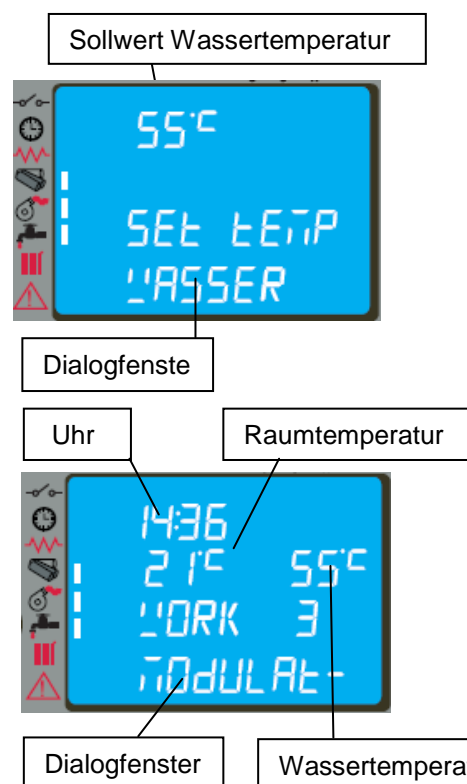 Sollwert Wassertemperatur
55°C
SET TEMP
WASSER
Dialogfenste
Uhr
Raumtemperatur
14:36
21°C 55°C
WORK 3
MODULAT-
Dialogfenster
Wassertempera